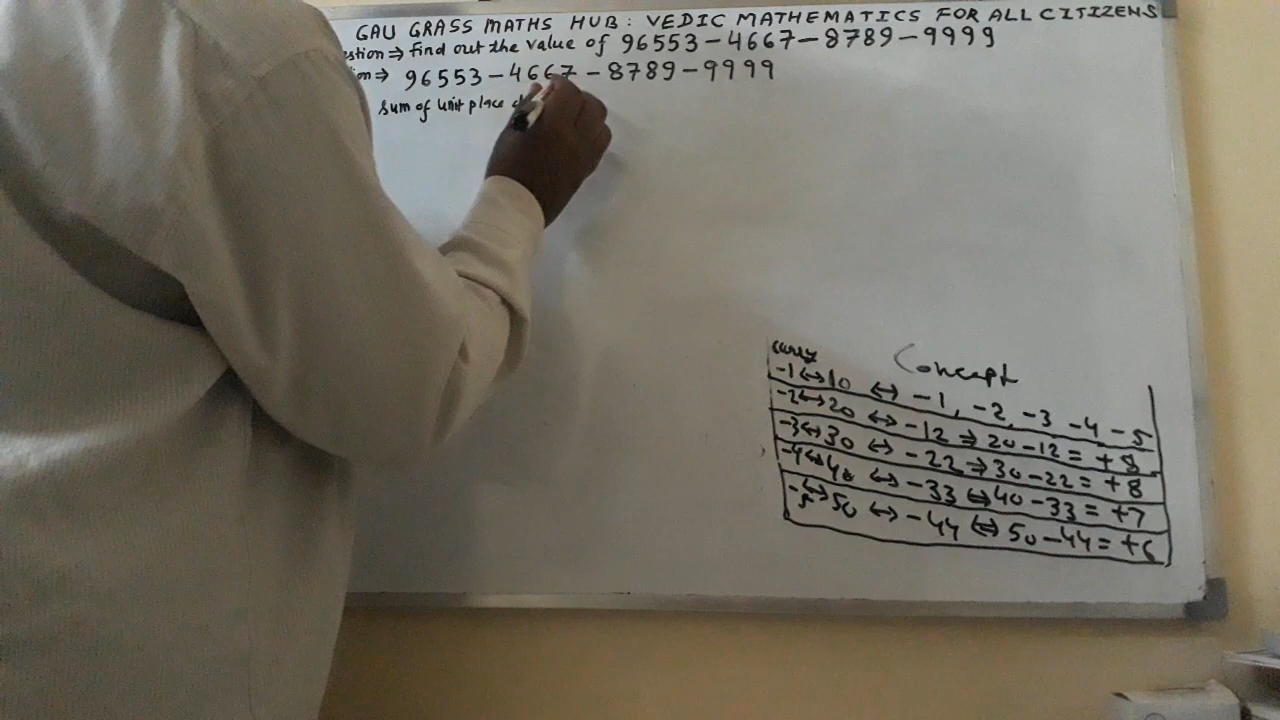 GAU GRASS MATHS HUB: VEDIC MATHEMATICS FOR ALL CITIZENS
stion ⇒ find out the value of 96553-4667-8789-9999
⇒ 96553-4667-8789-9999
sum of unit place
carry
Concept
-1↔10 ↔ -1, -2, -3 -4 -5
-2↔20 ↔ -12 ⇒ 20-12= +8
-3↔30 ↔ -22 ⇒ 30-22= +8
-4↔40 ↔ -33 ⇔ 40-33= +7
-5↔50 ↔ -44 ⇔ 50-44= +6